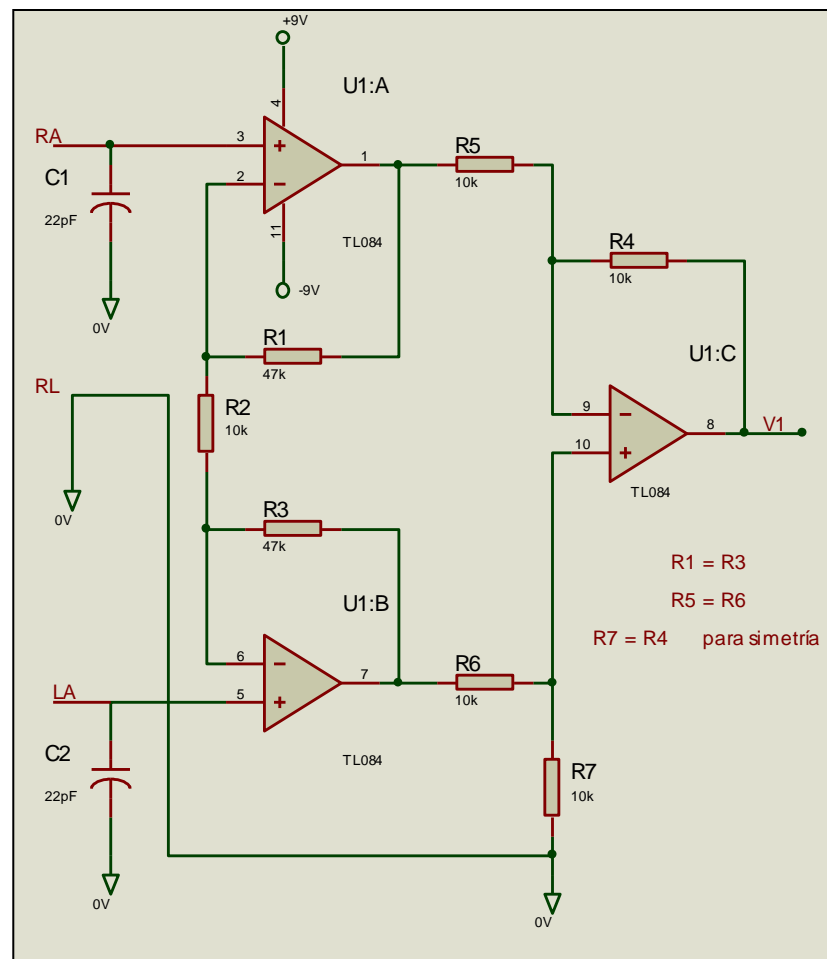 +9V
U1:A
4
RA
3
1
R5
10k
2
C1
22pF
11
TL084
R4
10k
-9V
0V
R1
47k
U1:C
RL
R2
10k
9
8
V1
10
TL084
0V
R3
47k
R1 = R3
R5 = R6
R7 = R4 para simetría
U1:B
6
7
R6
10k
LA
5
C2
22pF
TL084
R7
10k
0V
0V